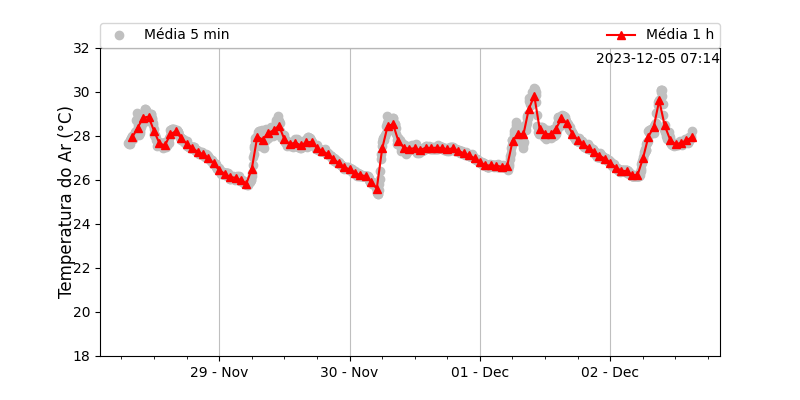 Média 5 min
Média 1 h
2023-12-05 07:14
Temperatura do Ar (°C)
32
30
28
26
24
22
20
18
29 - Nov
30 - Nov
01 - Dec
02 - Dec